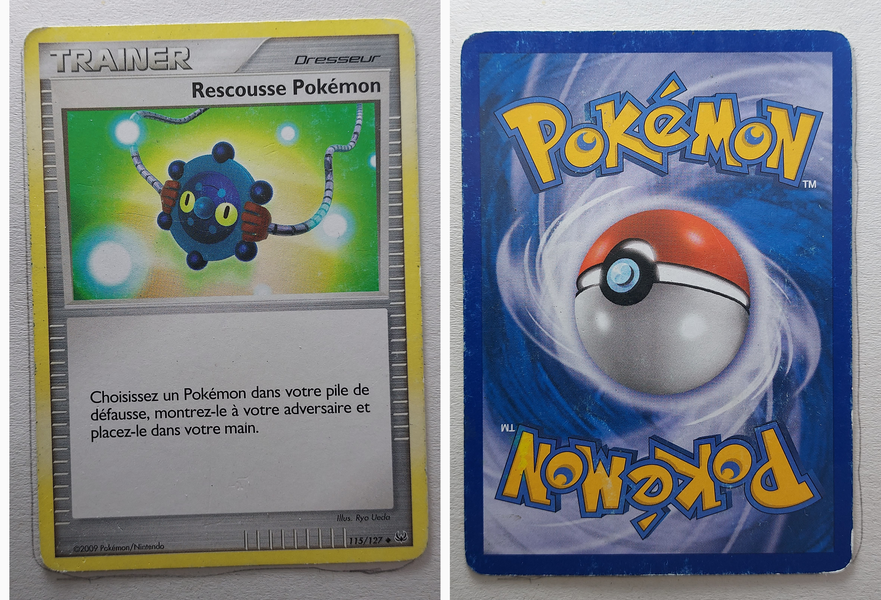 TRAINER
Dresseur
Rescousse Pokémon
Choisissez un Pokémon dans votre pile de
défausse, montrez-le à votre adversaire et
placez-le dans votre main.
Illus. Ryo Ueda
©2009 Pokémon/Nintendo
115/127
POKéMON
TM
TM
POKéMON